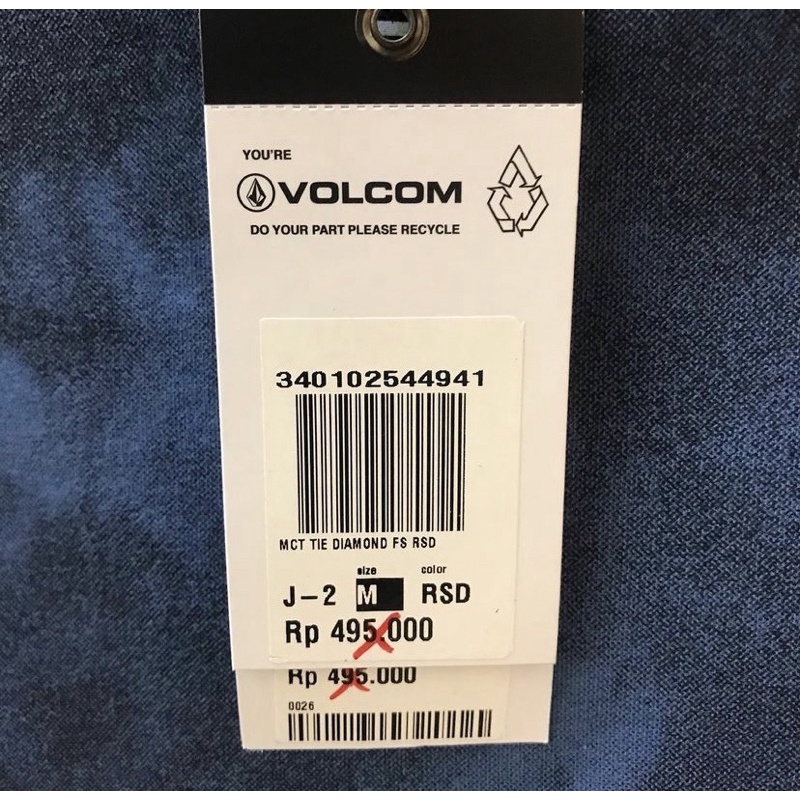 YOU'RE
VOLCOM
DO YOUR PART PLEASE RECYCLE
340102544941
MCT TIE DIAMOND FS RSD
size color
J-2 M RSD
Rp 495.000
Rp 495.000
0026